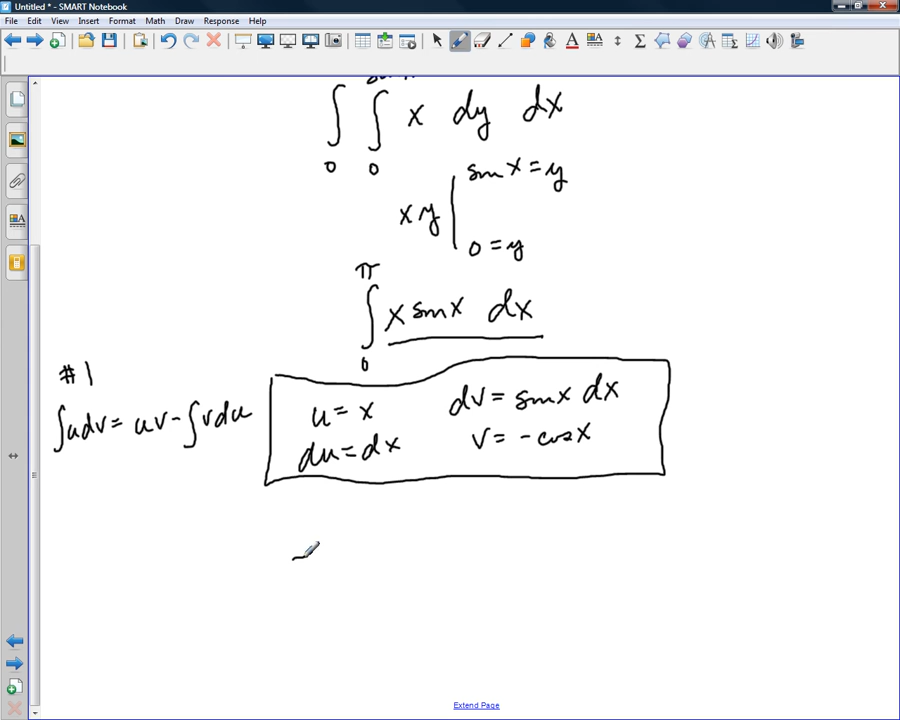 Untitled * - SMART Notebook
File Edit View Insert Format Math Draw Response Help
∫ ∫ x dy dx
0 0
sin x = y
xy |
0 = y
π
∫ x sin x dx
0
#1
∫udv = uv - ∫vdu
u = x dv = sin x dx
du = dx v = -cos x
Extend Page